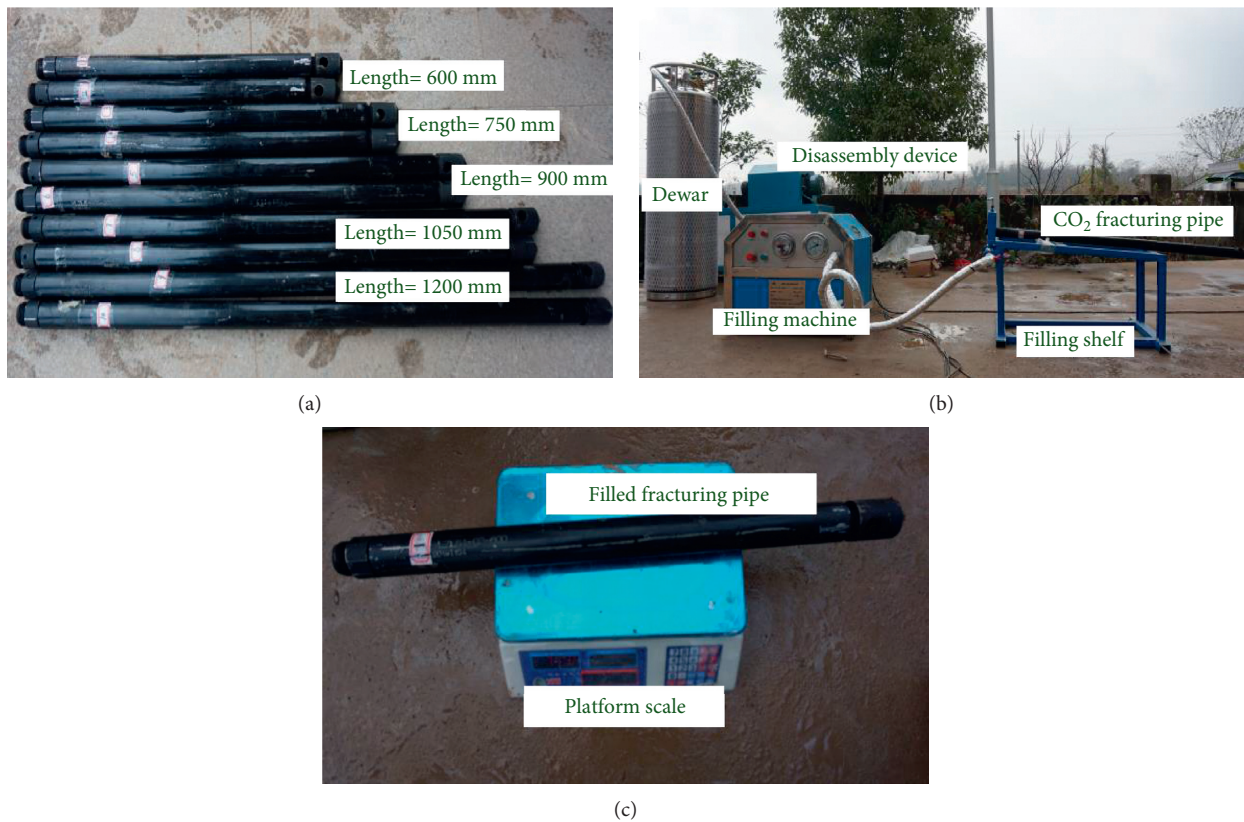 Length= 600 mm
Length= 750 mm
Length= 900 mm
Length= 1050 mm
Length= 1200 mm
(a)
Disassembly device
Dewar
CO₂ fracturing pipe
Filling machine
Filling shelf
(b)
Filled fracturing pipe
Platform scale
(c)